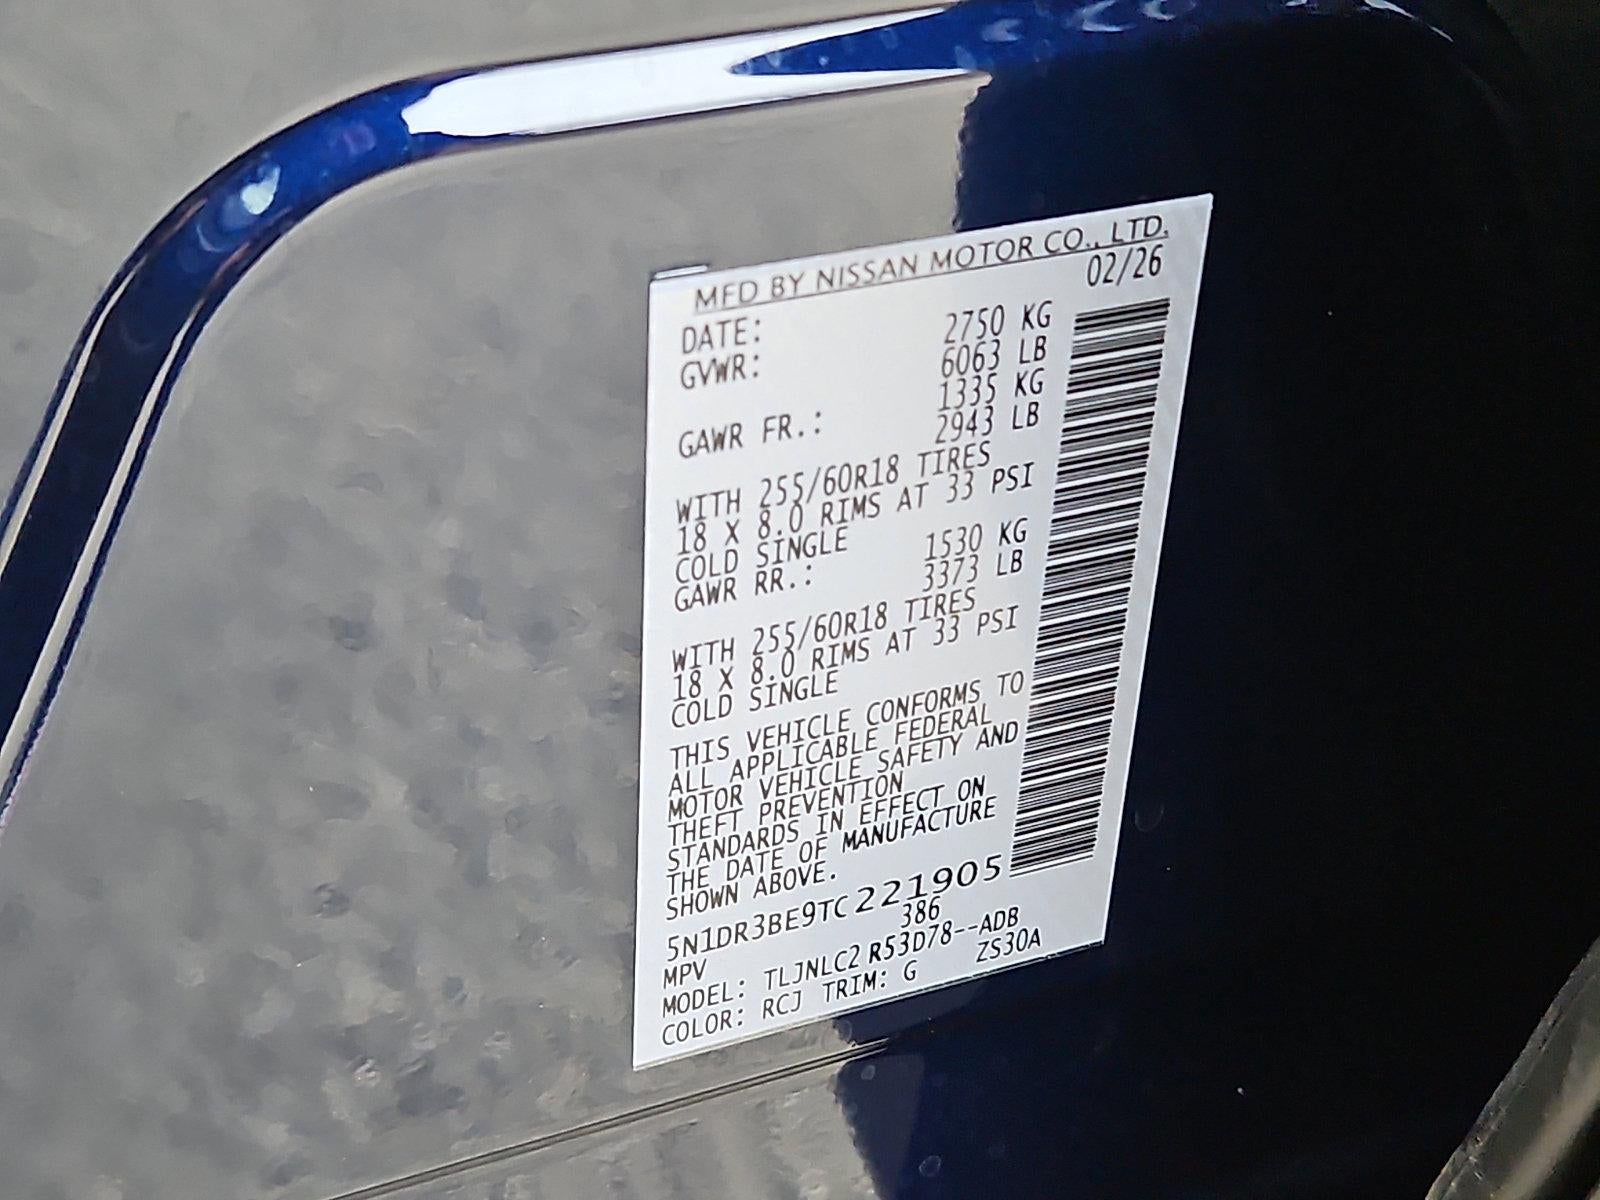 MFD BY NISSAN MOTOR CO., LTD.
DATE: 02/26
GVWR: 2750 KG
6063 LB
GAWR FR.: 1335 KG
2943 LB
WITH 255/60R18 TIRES
18 X 8.0 RIMS AT 33 PSI
COLD SINGLE
GAWR RR.: 1530 KG
3373 LB
WITH 255/60R18 TIRES
18 X 8.0 RIMS AT 33 PSI
COLD SINGLE
THIS VEHICLE CONFORMS TO
ALL APPLICABLE FEDERAL
MOTOR VEHICLE SAFETY AND
THEFT PREVENTION
STANDARDS IN EFFECT ON
THE DATE OF MANUFACTURE
SHOWN ABOVE.
5N1DR3BE9TC221905
MPV 386
MODEL: TLJNLC2 R53D78--ADB
COLOR: RCJ TRIM: G ZS30A